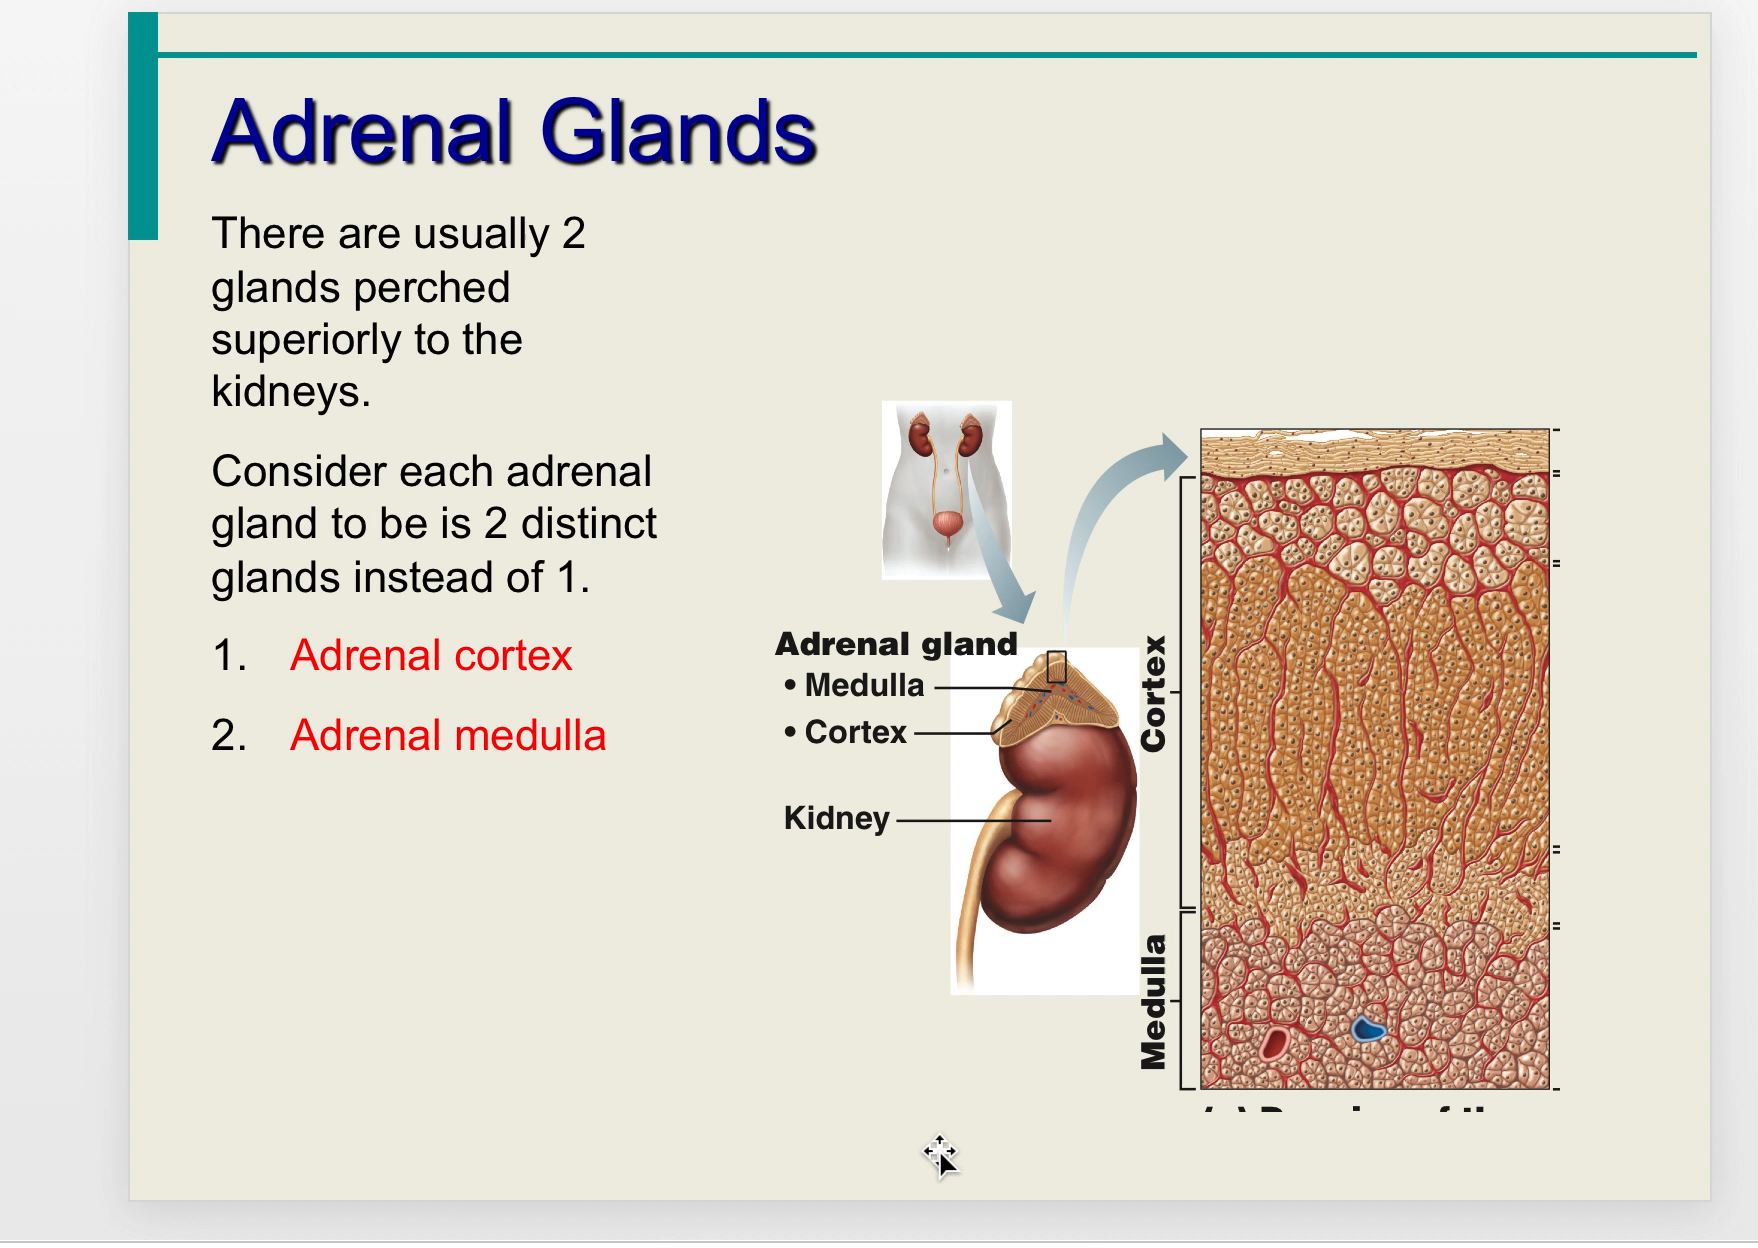 Adrenal Glands
There are usually 2
glands perched
superiorly to the
kidneys.
Consider each adrenal
gland to be is 2 distinct
glands instead of 1.
1. Adrenal cortex
2. Adrenal medulla
Adrenal gland
• Medulla
• Cortex
Kidney
Cortex
Medulla